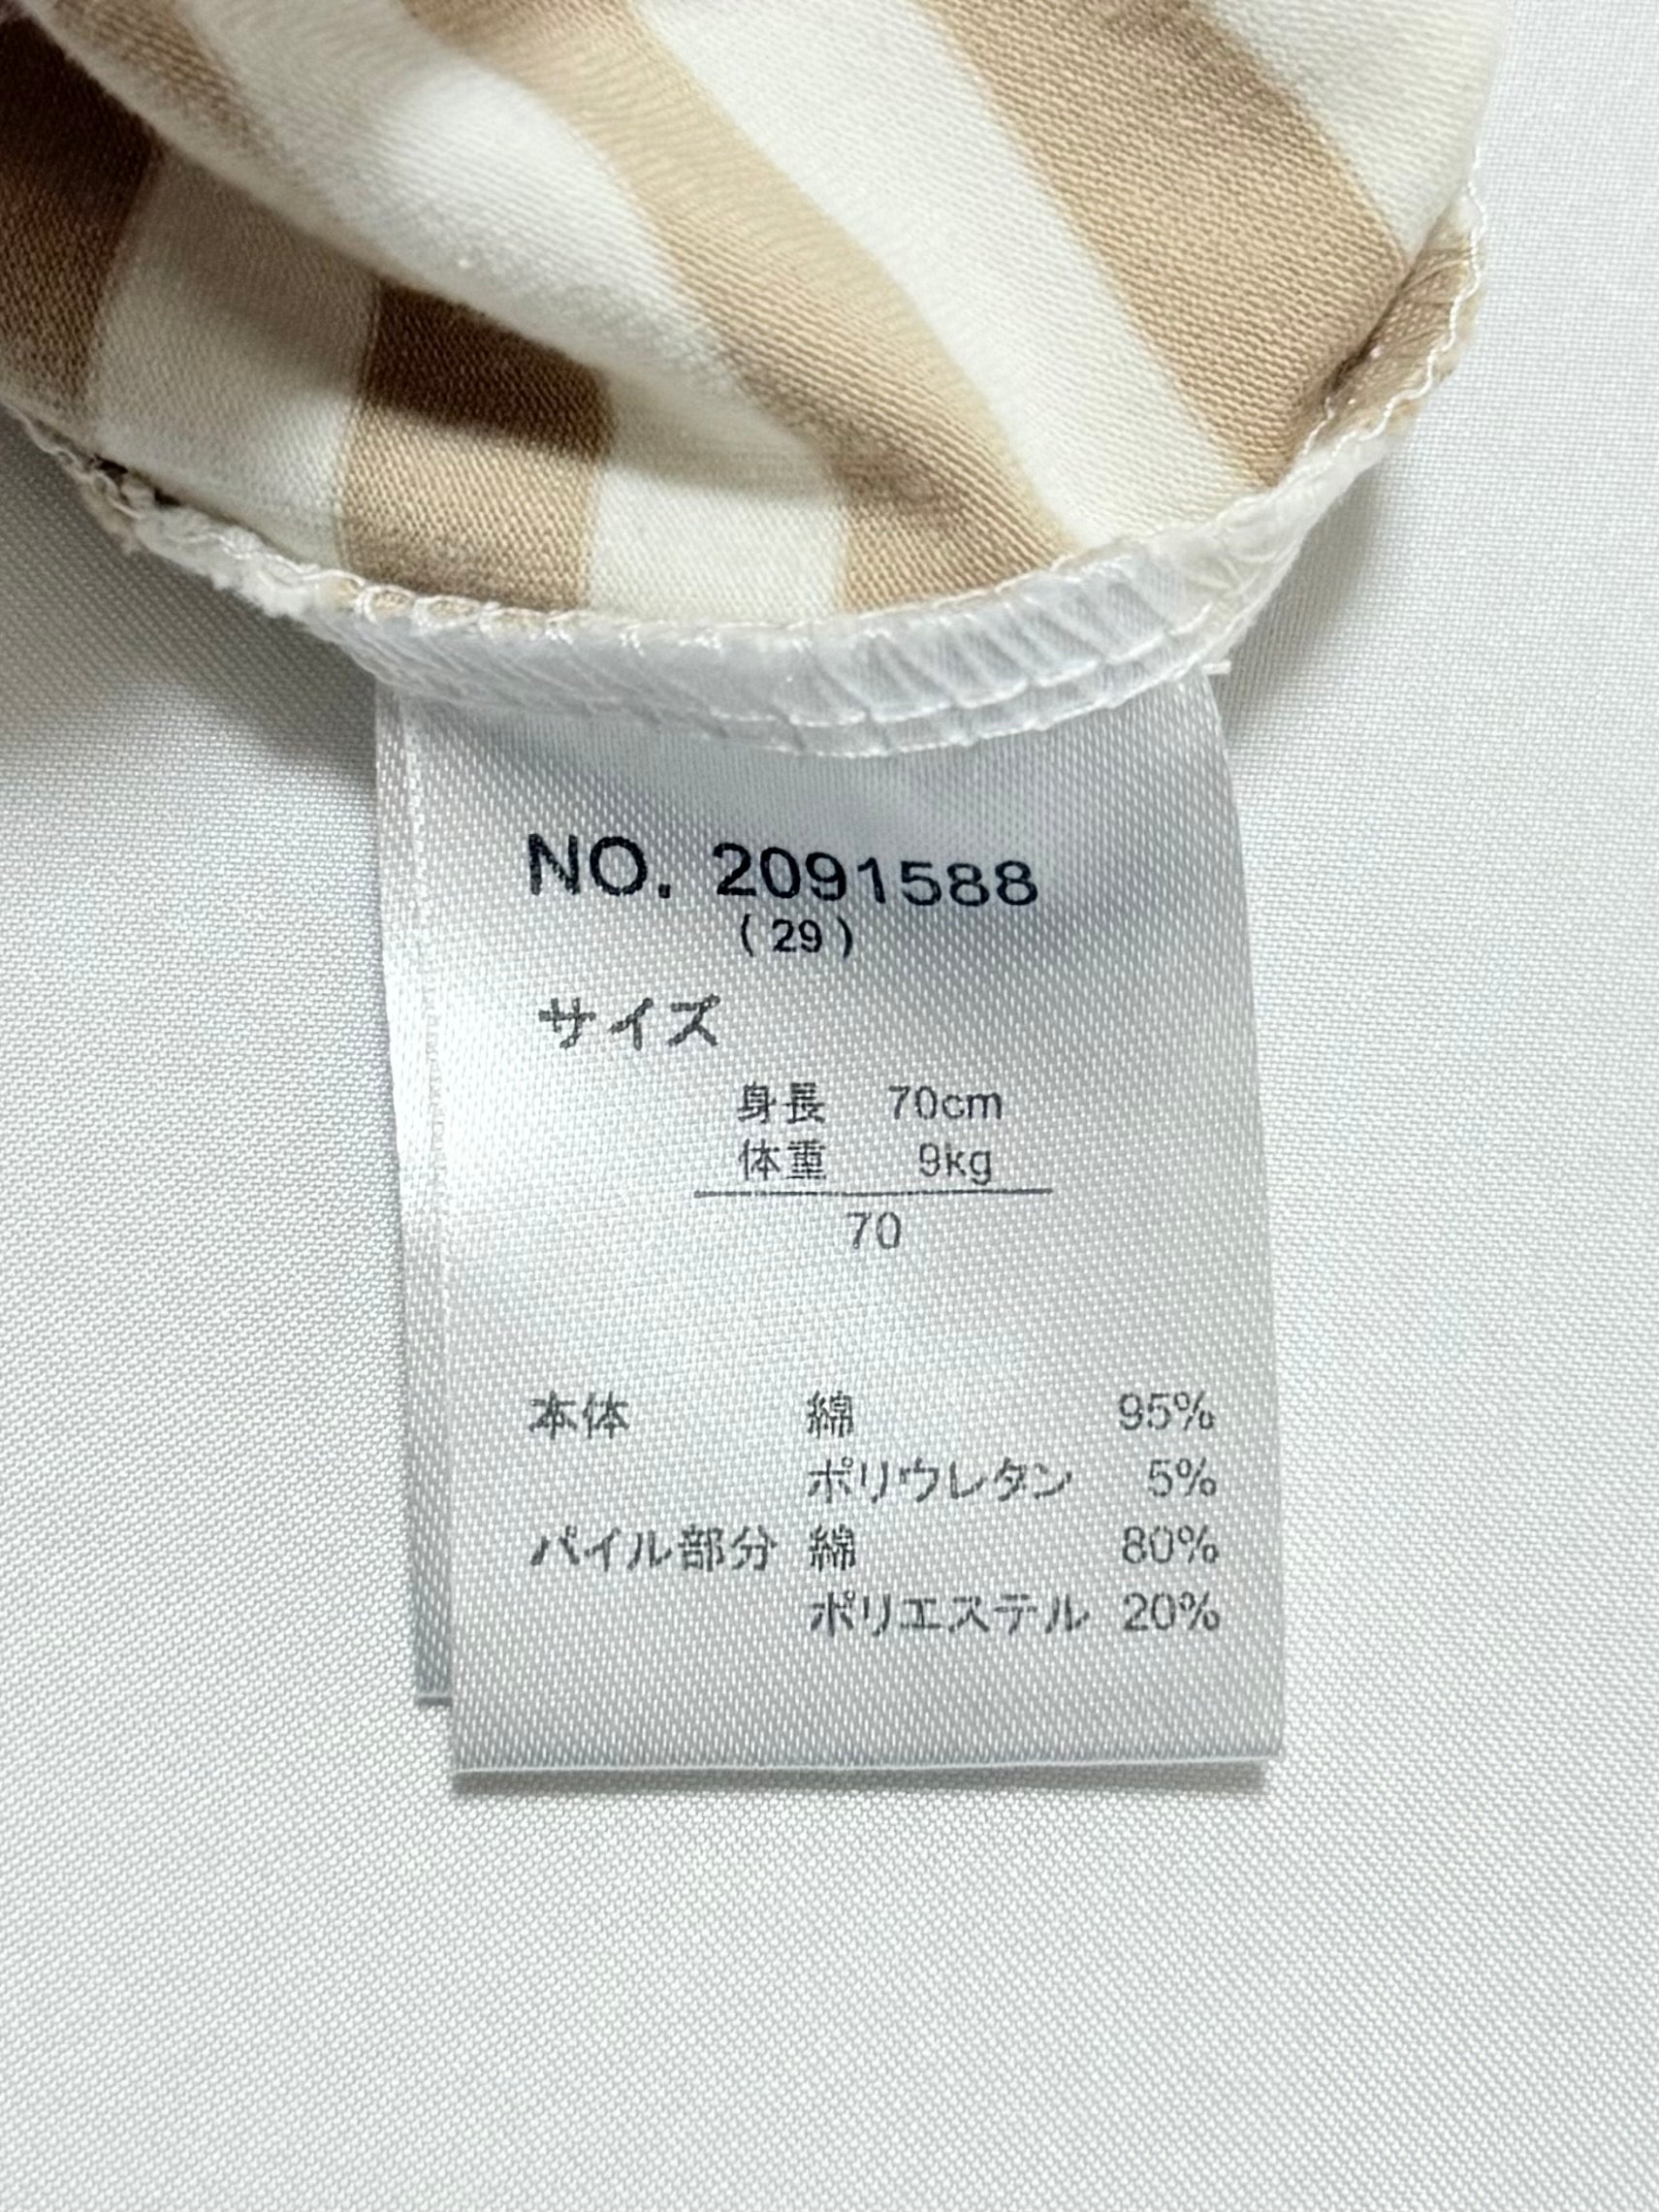 NO. 2091588
(29)
サイズ
身長 70cm
体重 9kg
70
本体 綿 95%
ポリウレタン 5%
パイル部分 綿 80%
ポリエステル 20%